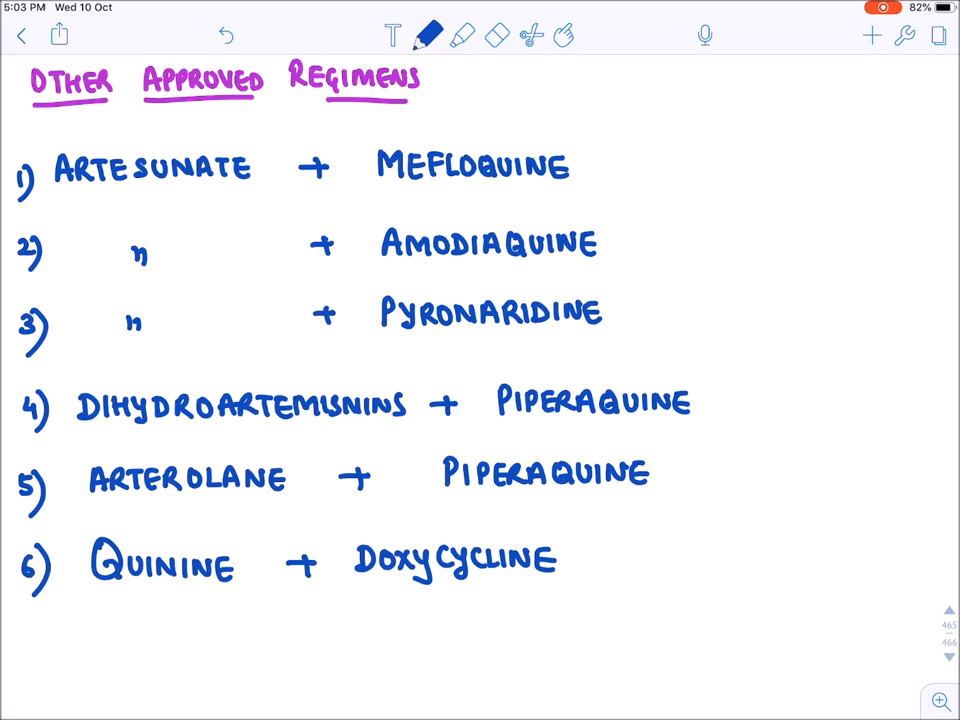 5:03 PM Wed 10 Oct 82%
T
OTHER APPROVED REGIMENS
1) ARTESUNATE + MEFLOQUINE
2) " + AMODIAQUINE
3) " + PYRONARIDINE
4) DIHYDROARTEMISNINS + PIPERAQUINE
5) ARTEROLANE + PIPERAQUINE
6) QUININE + DOXYCYCLINE
465
466